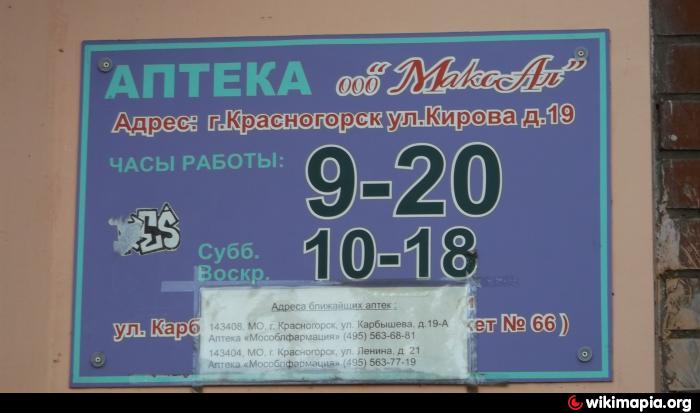 АПТЕКА ООО "МаксАл"
Адрес: г.Красногорск ул.Кирова д.19
ЧАСЫ РАБОТЫ: 9-20
Субб. Воскр. 10-18
Адреса ближайших аптек :
143408, МО, г. Красногорск, ул. Карбышева, д.19-А
Аптека «Мособлфармация» (495) 563-68-81
143404, МО, г. Красногорск, ул. Ленина, д. 21
Аптека «Мособлфармация» (495) 563-77-19
ул. Карб
кет № 66 )
wikimapia.org